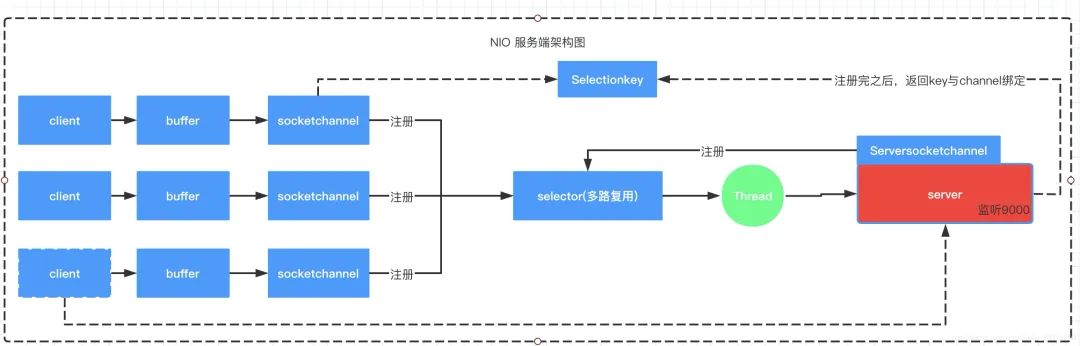 NIO 服务端架构图
Selectionkey
注册完之后，返回key与channel绑定
client
buffer
socketchannel
注册
注册
Serversocketchannel
client
buffer
socketchannel
注册
selector(多路复用)
Thread
server
监听9000
client
buffer
socketchannel
注册